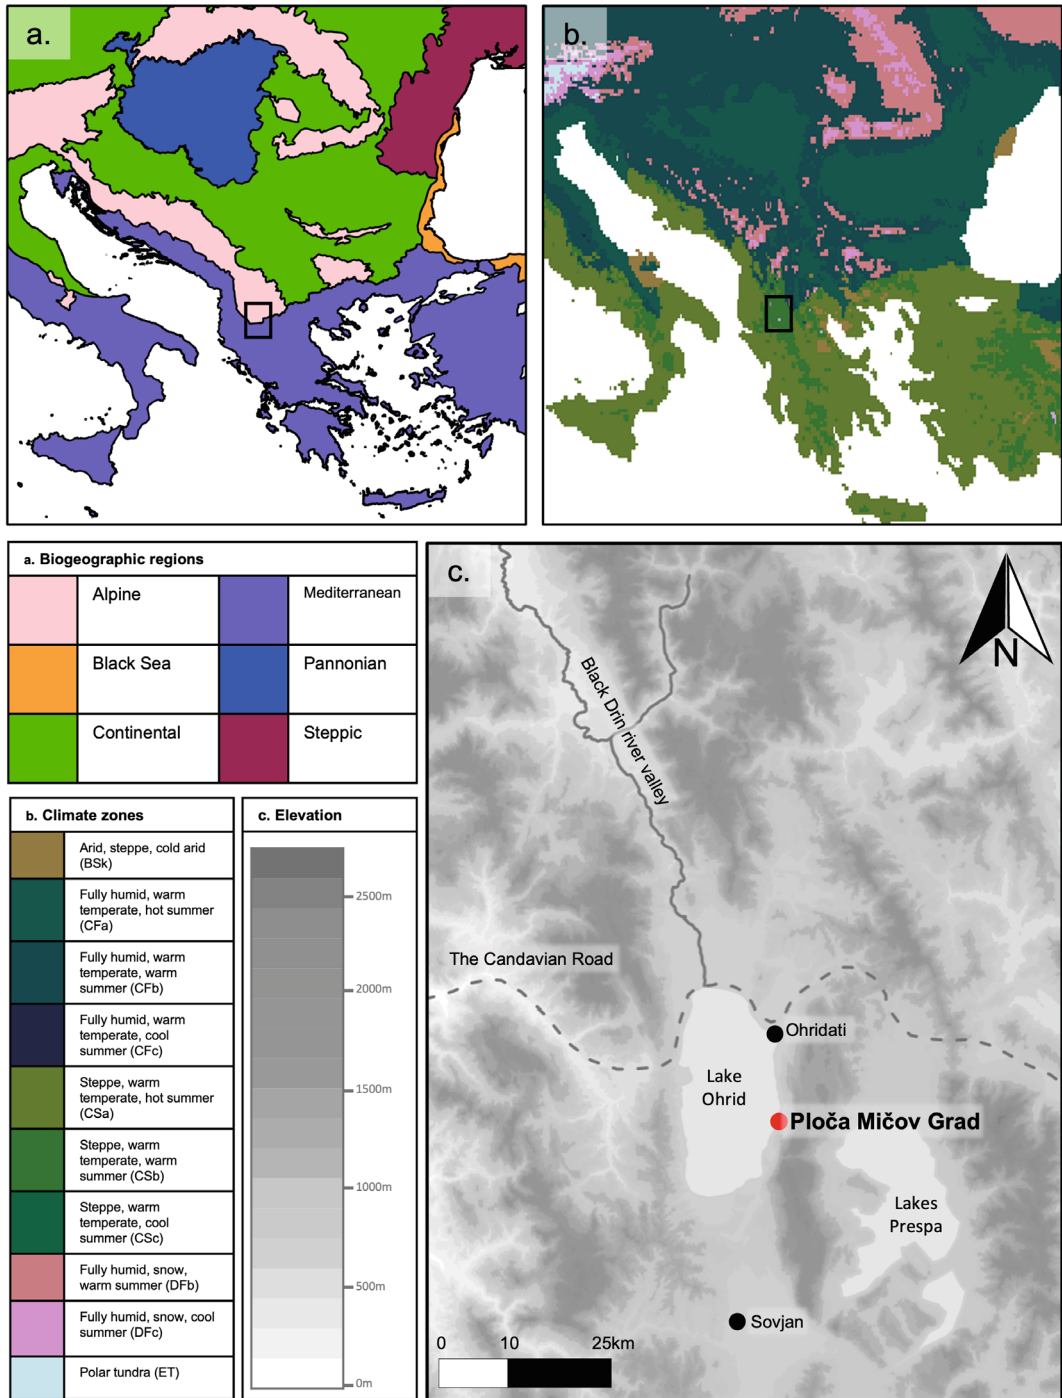 a.
b.
a. Biogeographic regions
Alpine
Mediterranean
Black Sea
Pannonian
Continental
Steppic
b. Climate zones
Arid, steppe, cold arid
(BSk)
Fully humid, warm
temperate, hot summer
(CFa)
Fully humid, warm
temperate, warm
summer (CFb)
Fully humid, warm
temperate, cool
summer (CFc)
Steppe, warm
temperate, hot summer
(CSa)
Steppe, warm
temperate, warm
summer (CSb)
Steppe, warm
temperate, cool
summer (CSc)
Fully humid, snow,
warm summer (DFb)
Fully humid, snow, cool
summer (DFc)
Polar tundra (ET)
c. Elevation
2500m
2000m
1500m
1000m
500m
0m
c.
N
Black Drin river valley
The Candavian Road
Ohridati
Lake
Ohrid
Ploča Mičov Grad
Lakes
Prespa
Sovjan
0
10
25km